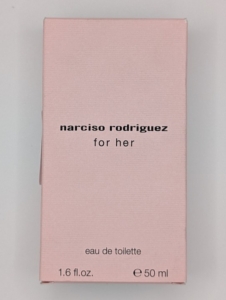 narciso rodriguez
for her
eau de toilette
1.6 fl.oz. ℮ 50 ml